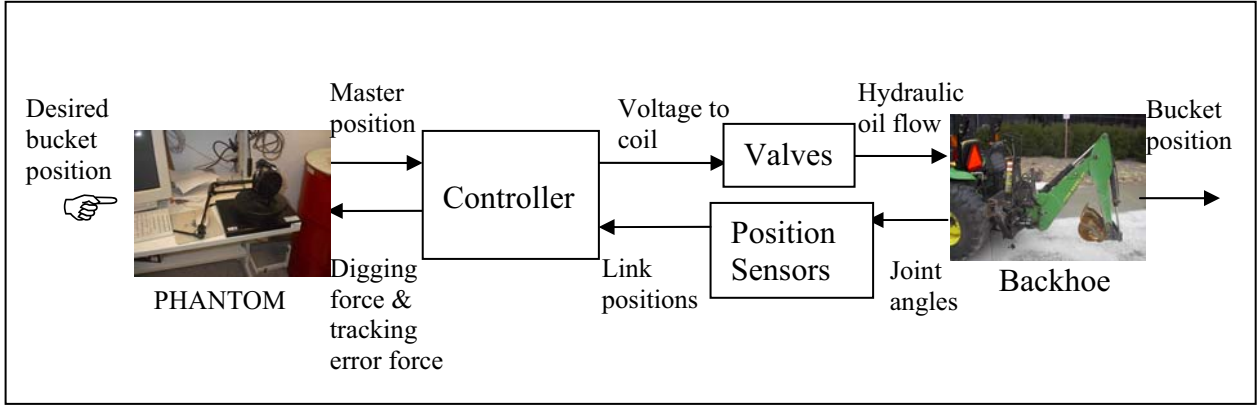 Desired
bucket
position
PHANTOM
Master
position
Digging
force &
tracking
error force
Controller
Voltage to
coil
Link
positions
Valves
Position
Sensors
Hydraulic
oil flow
Joint
angles
Backhoe
Bucket
position